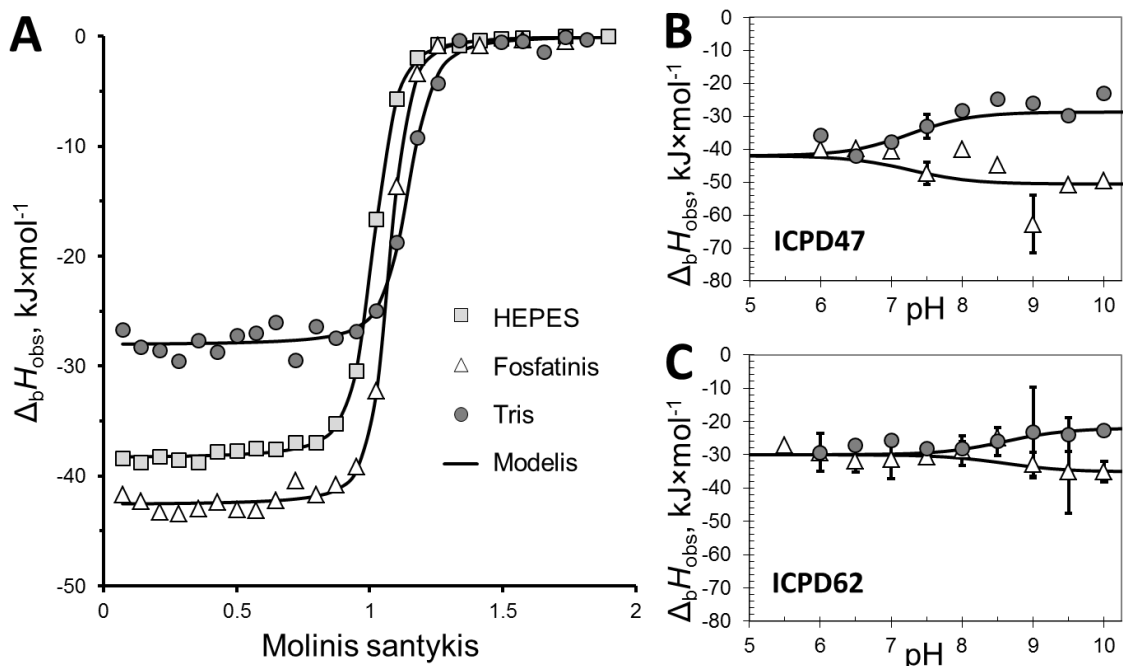 A
0
-10
-20
-30
-40
-50
Δ_bH_obs, kJ×mol⁻¹
0
0.5
1
1.5
2
Molinis santykis
HEPES
Fosfatinis
Tris
Modelis
B
0
-10
-20
-30
-40
-50
-60
-70
-80
Δ_bH_obs, kJ×mol⁻¹
ICPD47
5
6
7
8
9
10
pH
C
0
-10
-20
-30
-40
-50
-60
-70
-80
Δ_bH_obs, kJ×mol⁻¹
ICPD62
5
6
7
8
9
10
pH